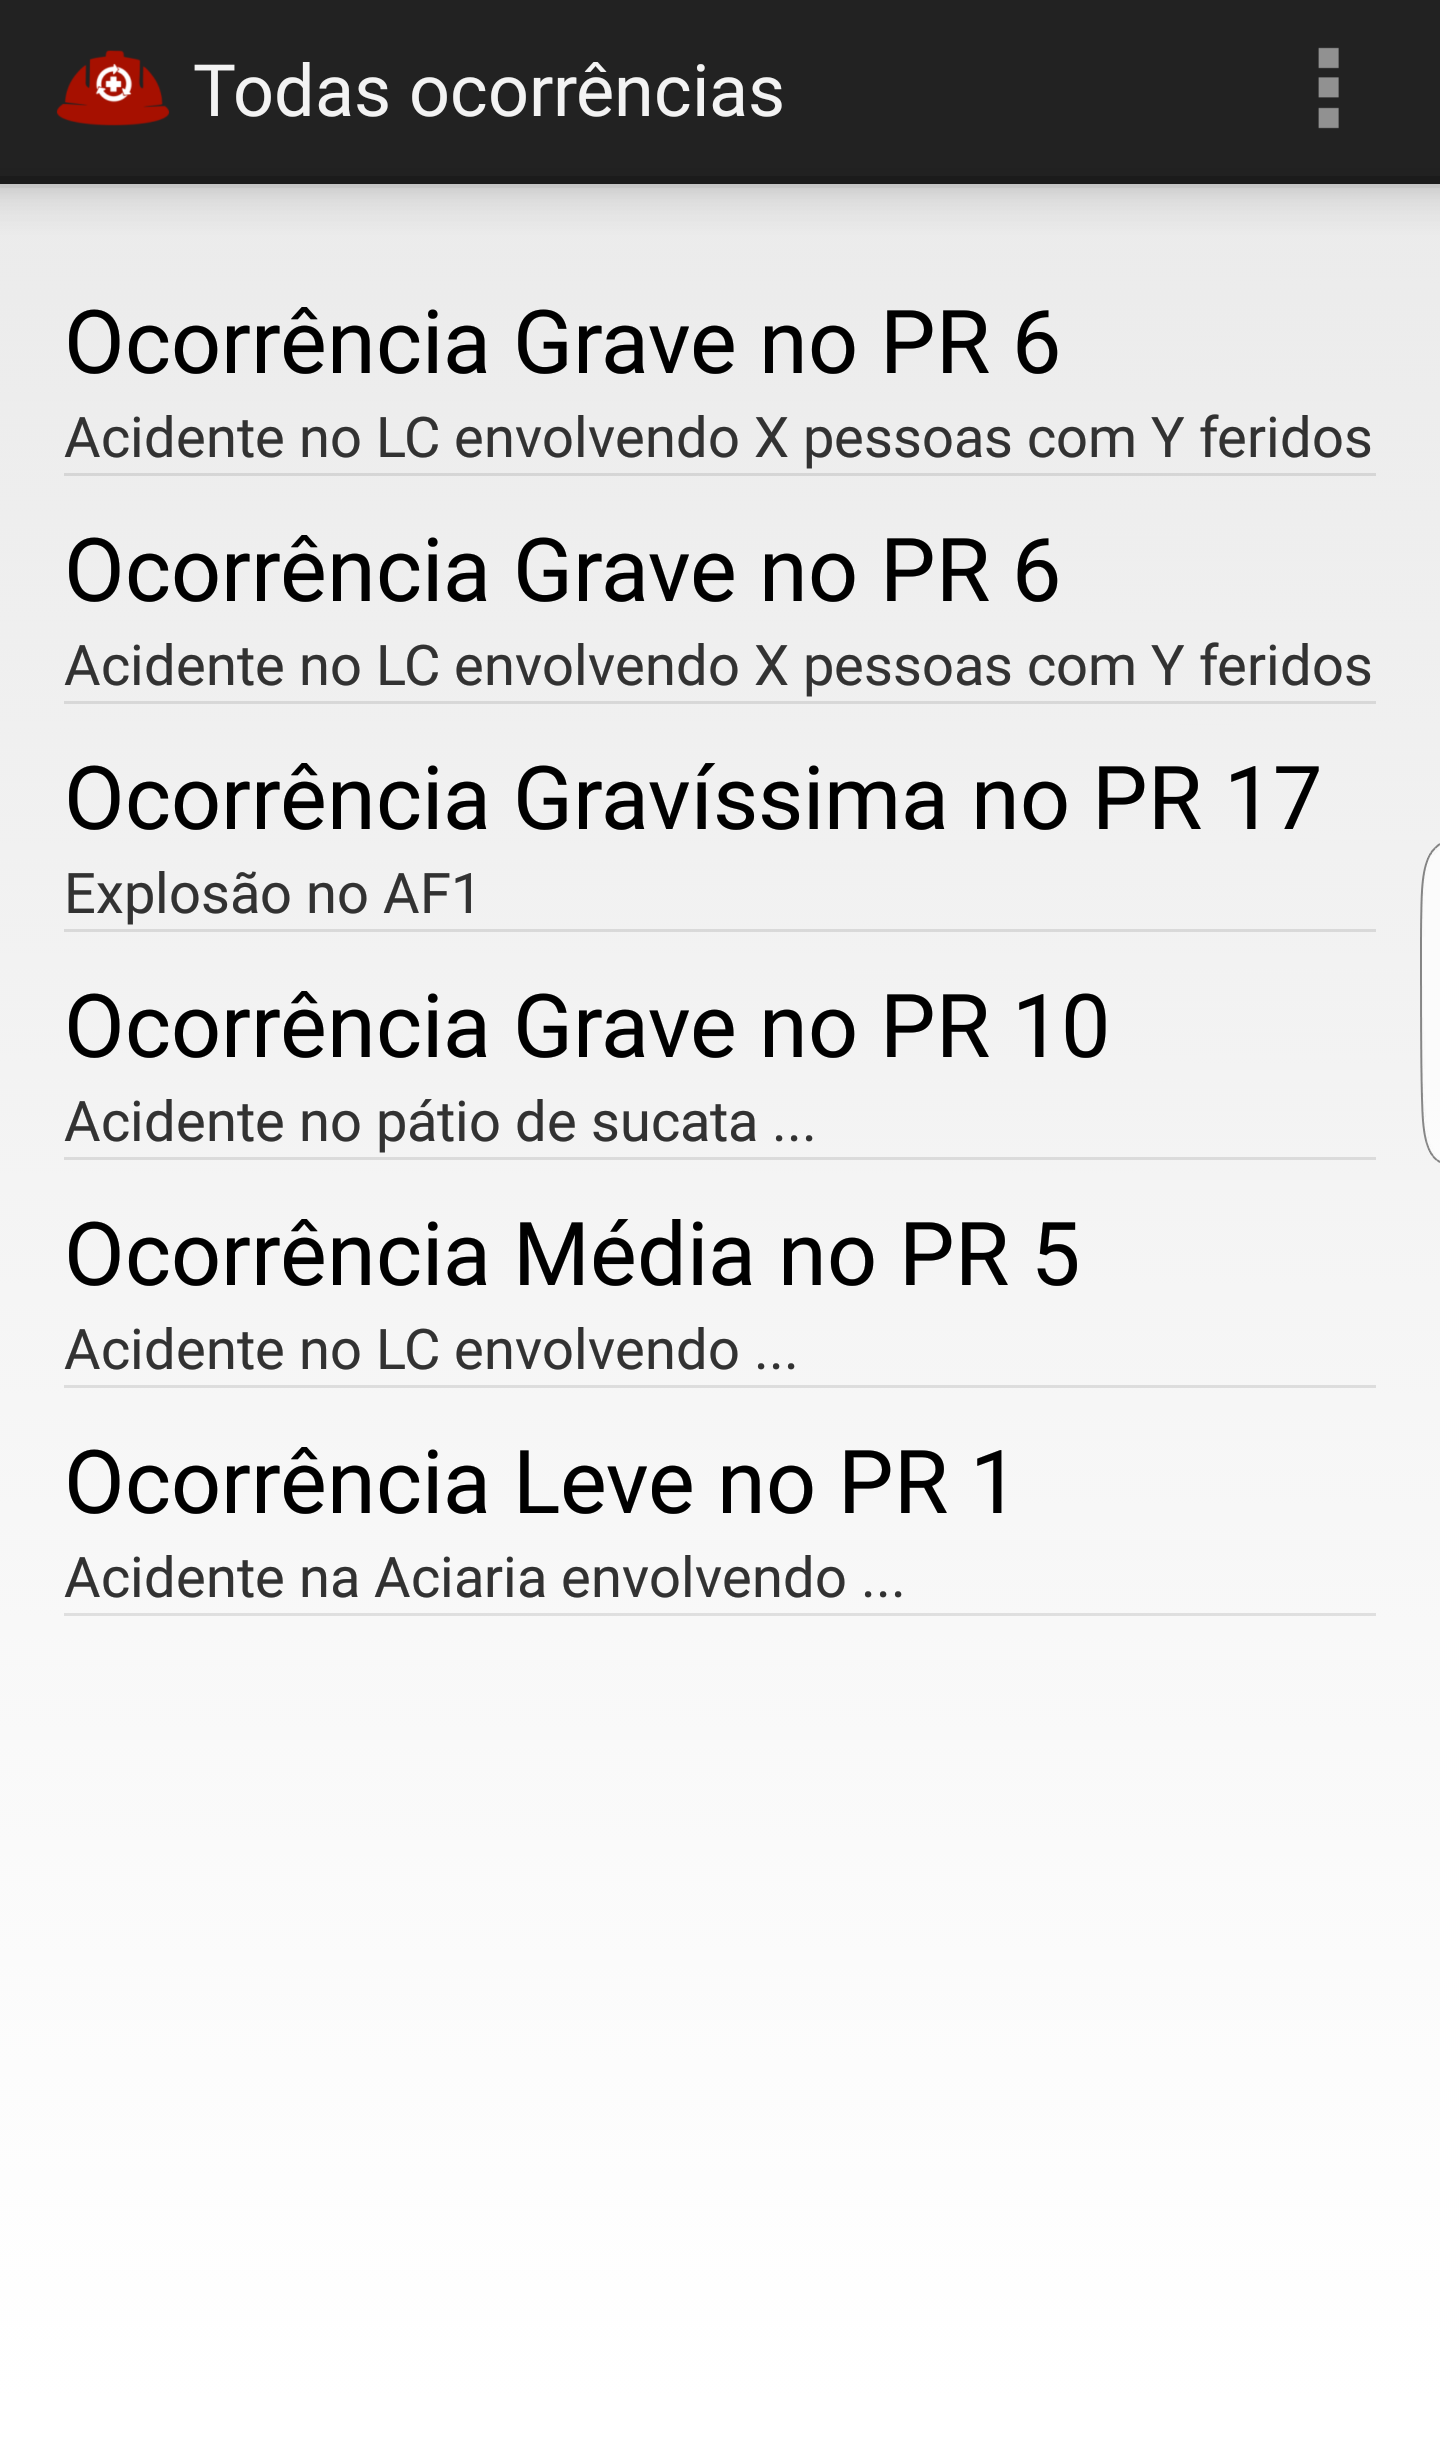 Todas ocorrências
Ocorrência Grave no PR 6
Acidente no LC envolvendo X pessoas com Y feridos
Ocorrência Grave no PR 6
Acidente no LC envolvendo X pessoas com Y feridos
Ocorrência Gravíssima no PR 17
Explosão no AF1
Ocorrência Grave no PR 10
Acidente no pátio de sucata ...
Ocorrência Média no PR 5
Acidente no LC envolvendo ...
Ocorrência Leve no PR 1
Acidente na Aciaria envolvendo ...